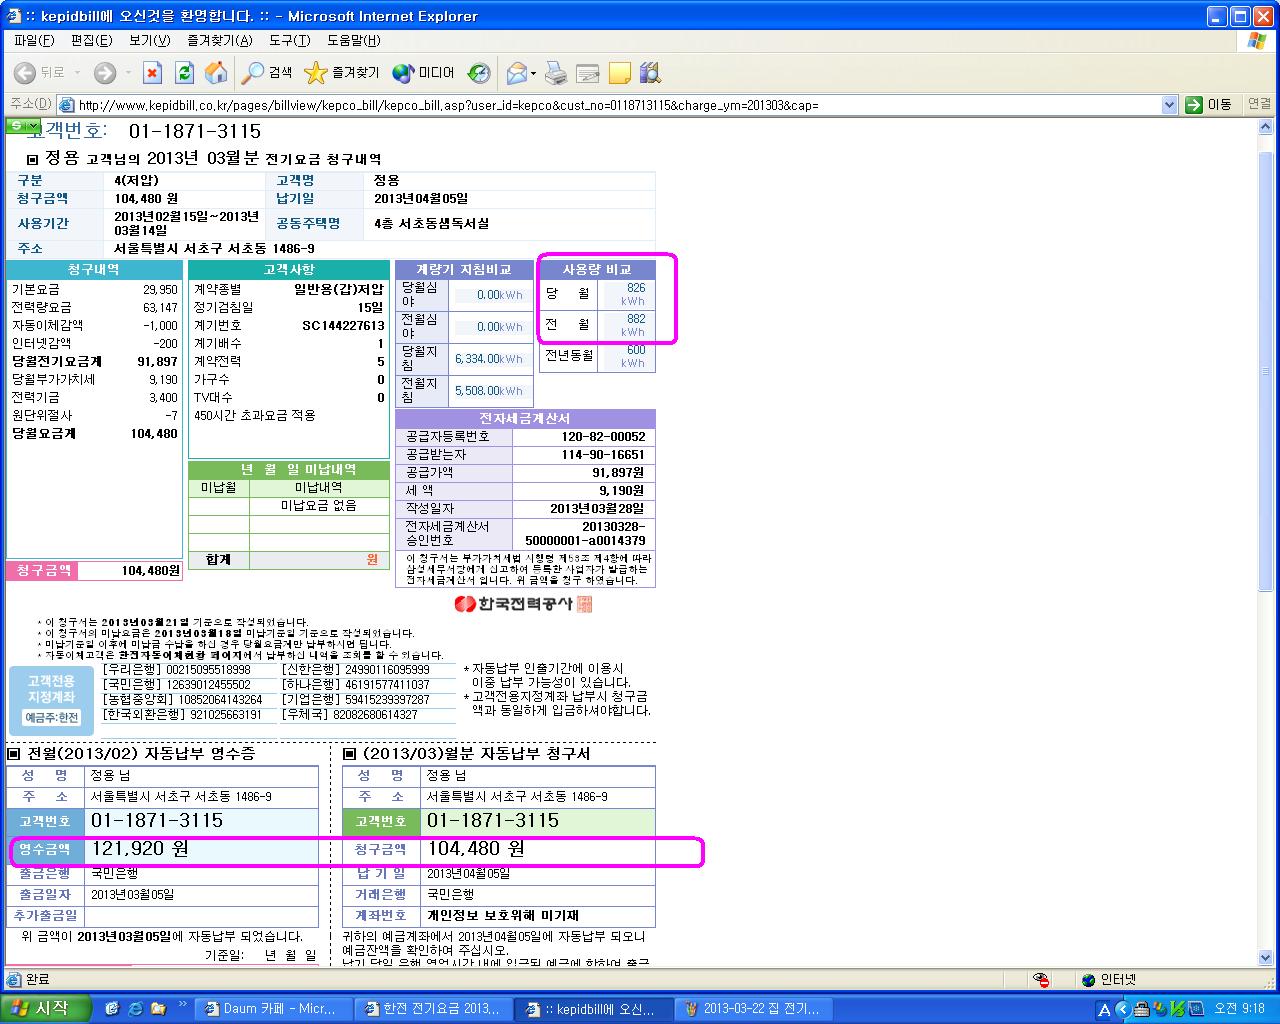 :: kepidbill에 오신것을 환영합니다. :: - Microsoft Internet Explorer
파일(F) 편집(E) 보기(V) 즐겨찾기(A) 도구(T) 도움말(H)
뒤로 검색 즐겨찾기 미디어
주소(D) http://www.kepidbill.co.kr/pages/billview/kepco_bill/kepco_bill.asp?user_id=kepco&cust_no=0118713115&charge_ym=201303&cap= 이동 연결
고객번호: 01-1871-3115
정용 고객님의 2013년 03월분 전기요금 청구내역
구분 4(저압) 고객명 정용
청구금액 104,480 원 납기일 2013년04월05일
사용기간 2013년02월15일~2013년03월14일 공동주택명 4층 서초동샘독서실
주소 서울특별시 서초구 서초동 1486-9
청구내역
기본요금 29,950
전력량요금 63,147
자동이체감액 -1,000
인터넷감액 -200
당월전기요금계 91,897
당월부가가치세 9,190
전력기금 3,400
원단위절사 -7
당월요금계 104,480
청구금액 104,480원
고객사항
계약종별 일반용(갑)저압
정기검침일 15일
계기번호 SC144227613
계기배수 1
계약전력 5
가구수 0
TV대수 0
450시간 초과요금 적용
년 월 일 미납내역
미납월 미납내역
미납요금 없음
합계 원
계량기 지침비교
당월심야 0.00kWh
전월심야 0.00kWh
당월지침 6,334.00kWh
전월지침 5,508.00kWh
사용량 비교
당 월 826 kWh
전 월 882 kWh
전년동월 600 kWh
전자세금계산서
공급자등록번호 120-82-00052
공급받는자 114-90-16651
공급가액 91,897원
세 액 9,190원
작성일자 2013년03월28일
전자세금계산서 승인번호 20130328-50000001-a0014379
이 청구서는 부가가치세법 시행령 제53조 제4항에 따라
삼성세무서장에게 신고하여 등록한 사업자가 발급하는
전자세금계산서 입니다. 위 금액을 청구 하였습니다.
한국전력공사
* 이 청구서는 2013년03월21일 기준으로 작성되었습니다.
* 이 청구서의 미납요금은 2013년03월18일 미납기준일 기준으로 작성되었습니다.
* 미납기준일 이후에 미납금 수납을 하신 경우 당월요금계만 납부하시면 됩니다.
* 자동이체고객은 한전자동이체현황 페이지에서 납부하신 내역을 조회를 할 수 있습니다.
고객전용
지정계좌
예금주:한전
[우리은행] 00215095518998 [신한은행] 24990116095999
[국민은행] 12639012455502 [하나은행] 46191577411037
[농협중앙회] 10852064143264 [기업은행] 59415239397287
[한국외환은행] 921025663191 [우체국] 82082680614327
* 자동납부 인출기간에 이용시
이중 납부 가능성이 있습니다.
* 고객전용지정계좌 납부시 청구금
액과 동일하게 입금하셔야합니다.
전월(2013/02) 자동납부 영수증
성 명 정용 님
주 소 서울특별시 서초구 서초동 1486-9
고객번호 01-1871-3115
영수금액 121,920 원
출금은행 국민은행
출금일자 2013년03월05일
추가출금일
위 금액이 2013년03월05일에 자동납부 되었습니다.
기준일: 년 월 일
(2013/03)월분 자동납부 청구서
성 명 정용 님
주 소 서울특별시 서초구 서초동 1486-9
고객번호 01-1871-3115
청구금액 104,480 원
납 기 일 2013년04월05일
거래은행 국민은행
계좌번호 개인정보 보호위해 미기재
귀하의 예금계좌에서 2013년04월05일에 자동납부 되오니
예금잔액을 확인하여 주십시오.
납기 당일 은행 영업시간 내에 입금된 예금에 한하여 출금
완료 인터넷
시작 Daum 카페 - Micr... 한전 전기요금 2013... :: kepidbill에 오신... 2013-03-22 집 전기... A 오전 9:18